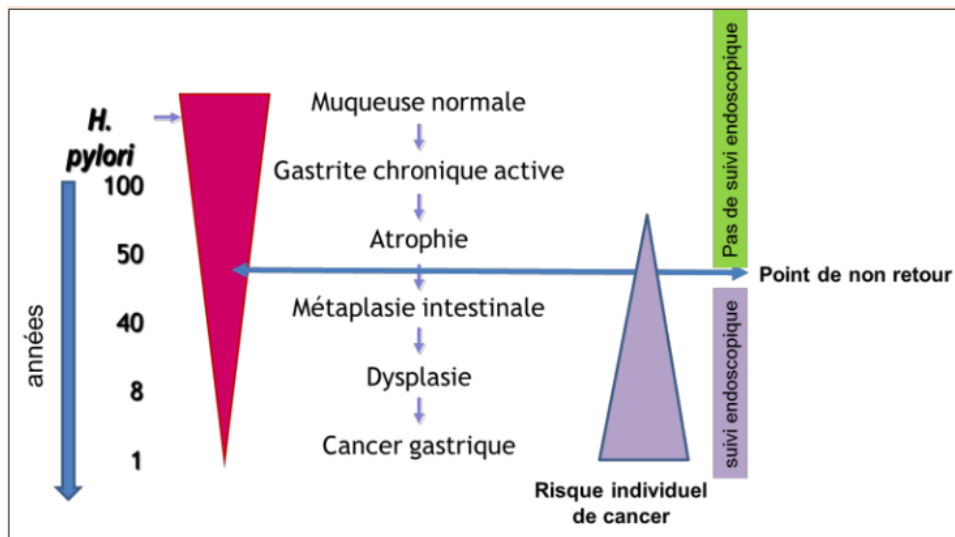 Muqueuse normale
H.
pylori
Gastrite chronique active
100
Atrophie
50
Point de non retour
Métaplasie intestinale
40
Dysplasie
8
Cancer gastrique
1
années
Risque individuel
de cancer
Pas de suivi endoscopique
suivi endoscopique